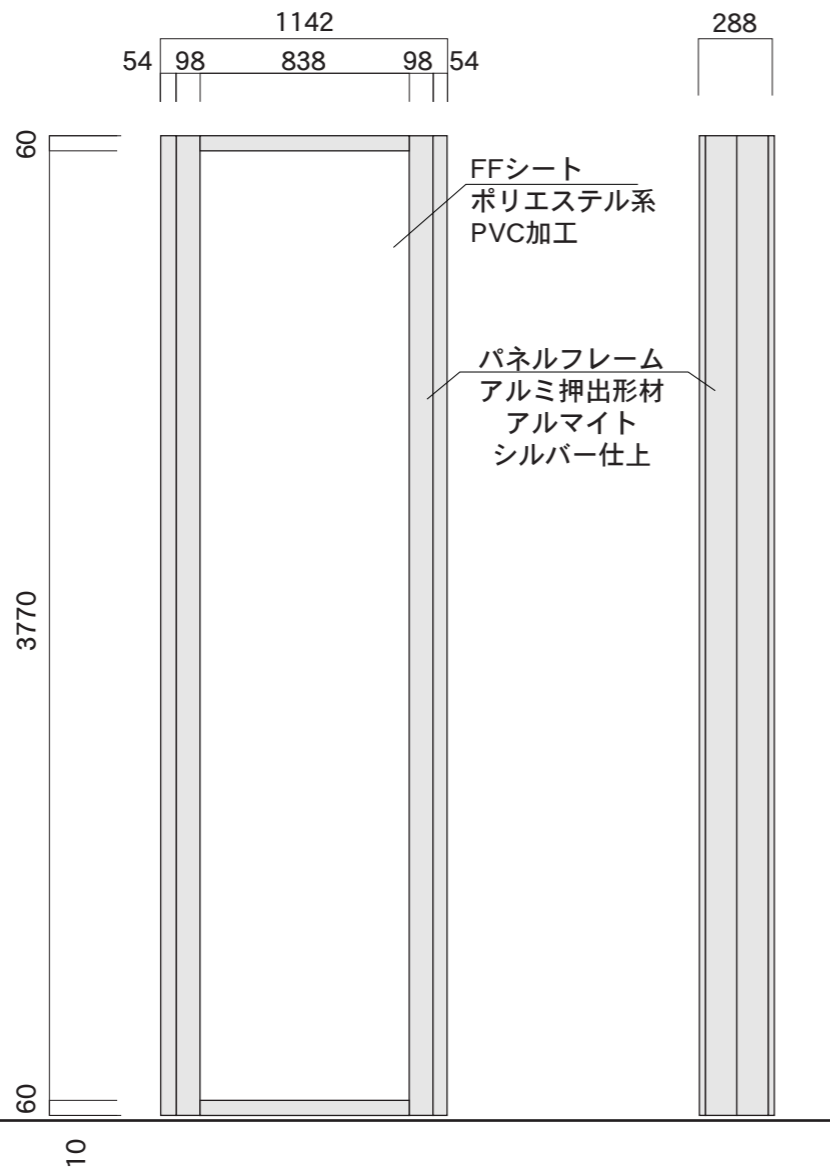 1142
288
54 98 838 98 54
60
FFシート
ポリエステル系
PVC加工
パネルフレーム
アルミ押出形材
アルマイト
シルバー仕上
3770
60
10